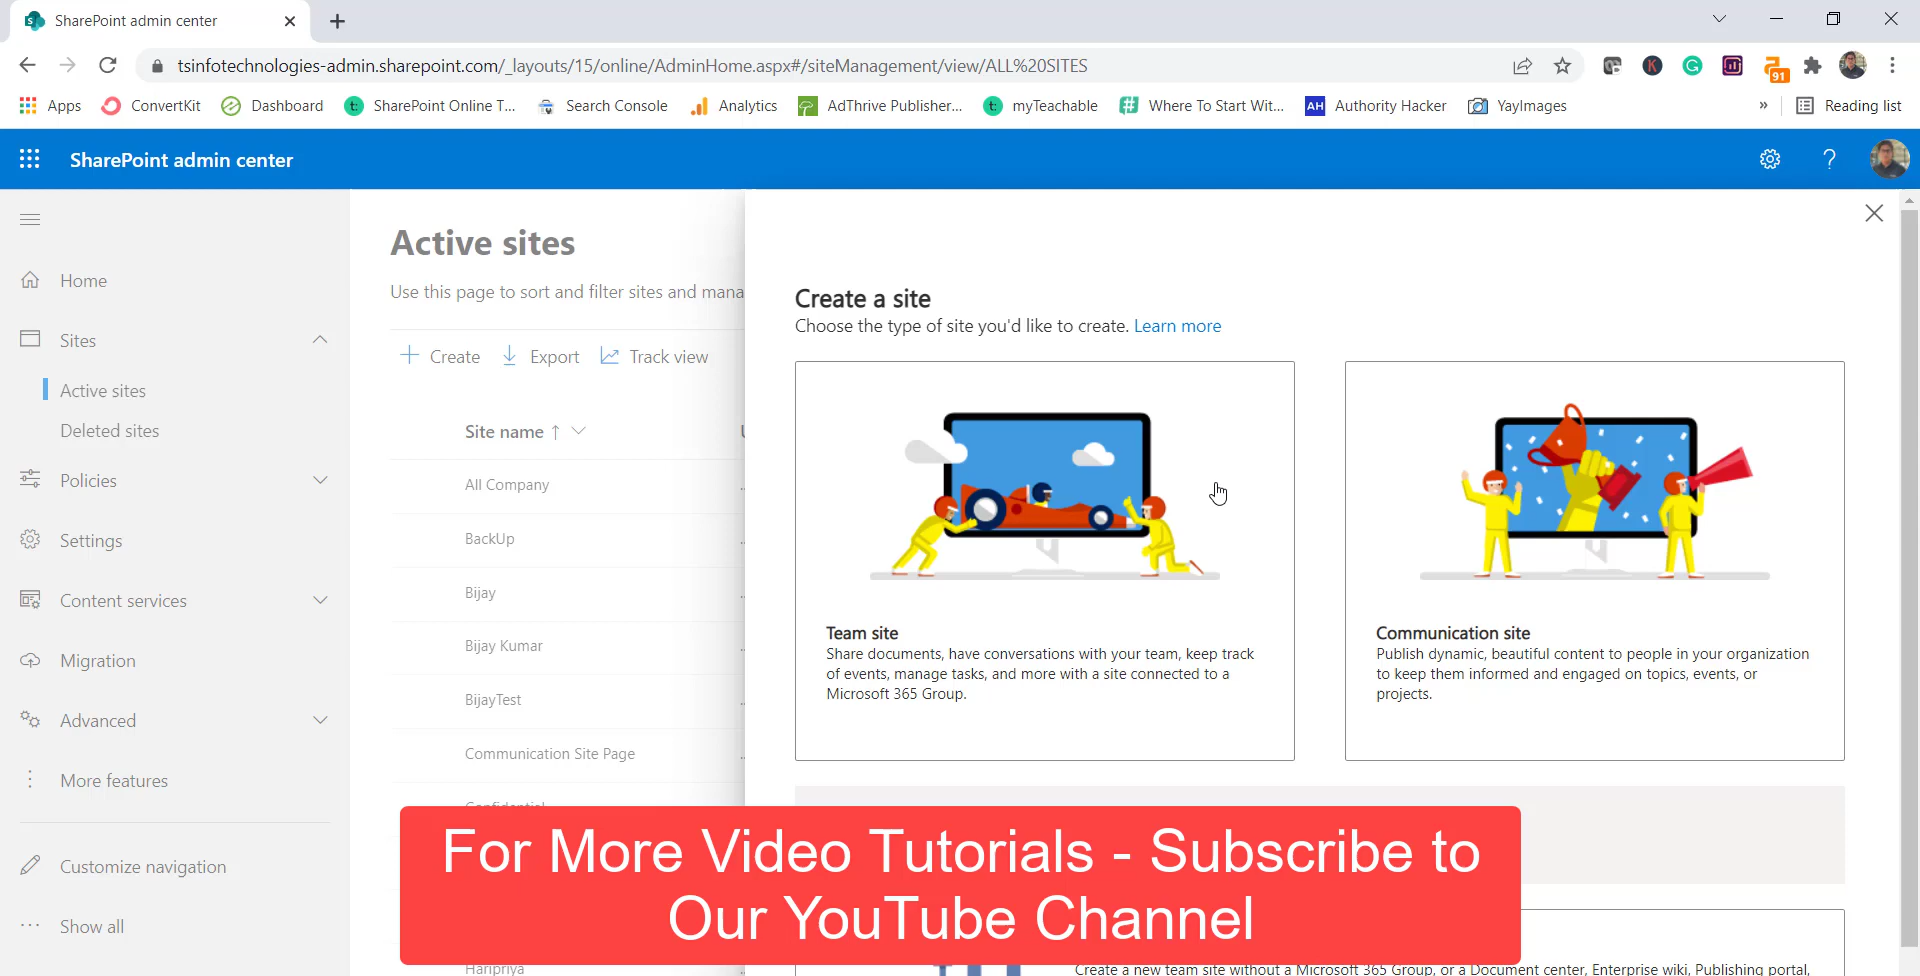 SharePoint admin center
tsinfotechnologies-admin.sharepoint.com/_layouts/15/online/AdminHome.aspx#/siteManagement/view/ALL%20SITES
91
Apps ConvertKit Dashboard SharePoint Online T... Search Console Analytics AdThrive Publisher... myTeachable Where To Start Wit... AH Authority Hacker YayImages » Reading list
SharePoint admin center
?
Home
Sites
Active sites
Deleted sites
Policies
Settings
Content services
Migration
Advanced
More features
Customize navigation
Show all
Active sites
Use this page to sort and filter sites and mana
Create Export Track view
Site name
All Company
BackUp
Bijay
Bijay Kumar
BijayTest
Communication Site Page
Confidential
Haripriya
Create a site
Choose the type of site you'd like to create. Learn more
Team site
Share documents, have conversations with your team, keep track
of events, manage tasks, and more with a site connected to a
Microsoft 365 Group.
Communication site
Publish dynamic, beautiful content to people in your organization
to keep them informed and engaged on topics, events, or
projects.
For More Video Tutorials - Subscribe to
Our YouTube Channel
Create a new team site without a Microsoft 365 Group, or a Document center, Enterprise wiki, Publishing portal,